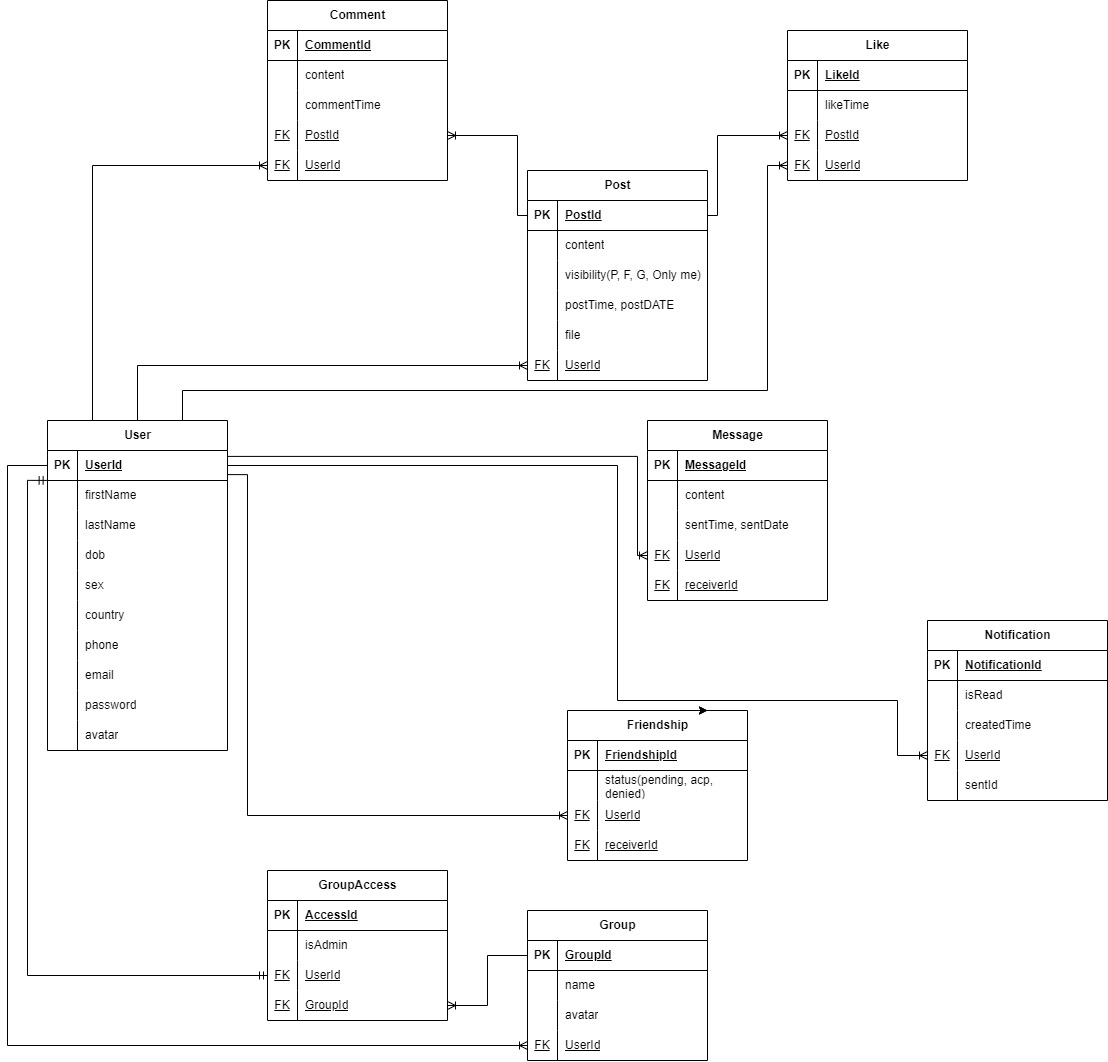 Comment
PK CommentId
content
commentTime
FK PostId
FK UserId
Like
PK LikeId
likeTime
FK PostId
FK UserId
Post
PK PostId
content
visibility(P, F, G, Only me)
postTime, postDATE
file
FK UserId
User
PK UserId
firstName
lastName
dob
sex
country
phone
email
password
avatar
Message
PK MessageId
content
sentTime, sentDate
FK UserId
FK receiverId
Notification
PK NotificationId
isRead
createdTime
FK UserId
sentId
Friendship
PK FriendshipId
status(pending, acp,
denied)
FK UserId
FK receiverId
GroupAccess
PK AccessId
isAdmin
FK UserId
FK GroupId
Group
PK GroupId
name
avatar
FK UserId